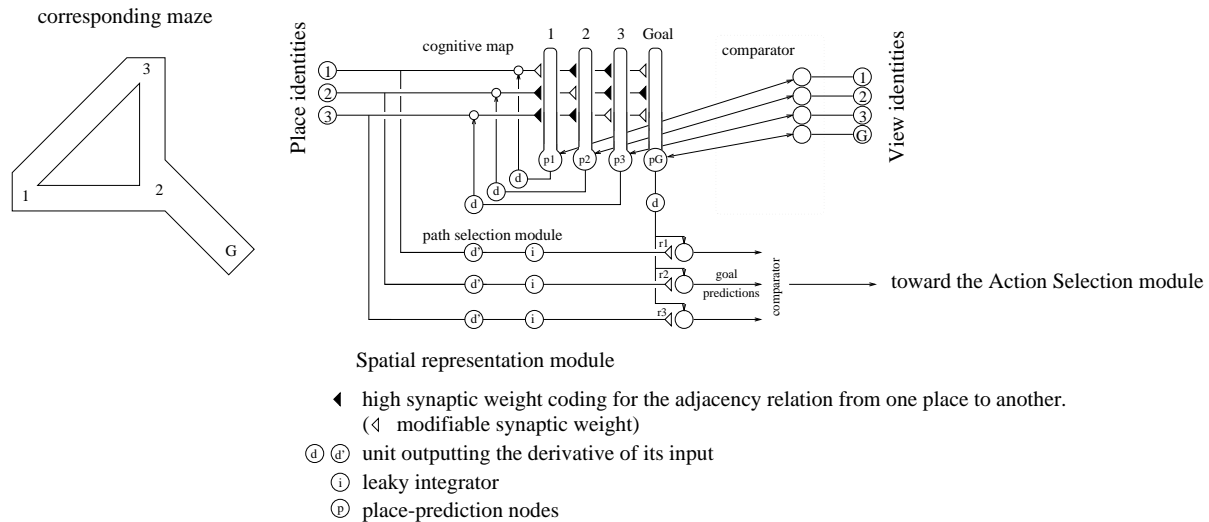 corresponding maze
3
1
2
G
Place identities
1
2
3
cognitive map
1 2 3 Goal
comparator
p1 p2 p3 pG
d
d
d
d
1
2
3
G
View identities
path selection module
d' i r1
d' i r2
d' i r3
goal
predictions
comparator
toward the Action Selection module
Spatial representation module
high synaptic weight coding for the adjacency relation from one place to another.
( modifiable synaptic weight)
d d' unit outputting the derivative of its input
i leaky integrator
p place-prediction nodes